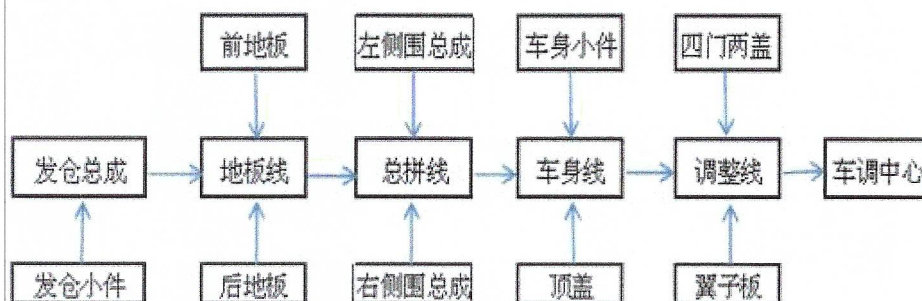 前地板
左侧围总成
车身小件
四门两盖
发仓总成
地板线
总拼线
车身线
调整线
车调中心
发仓小件
后地板
右侧围总成
顶盖
翼子板